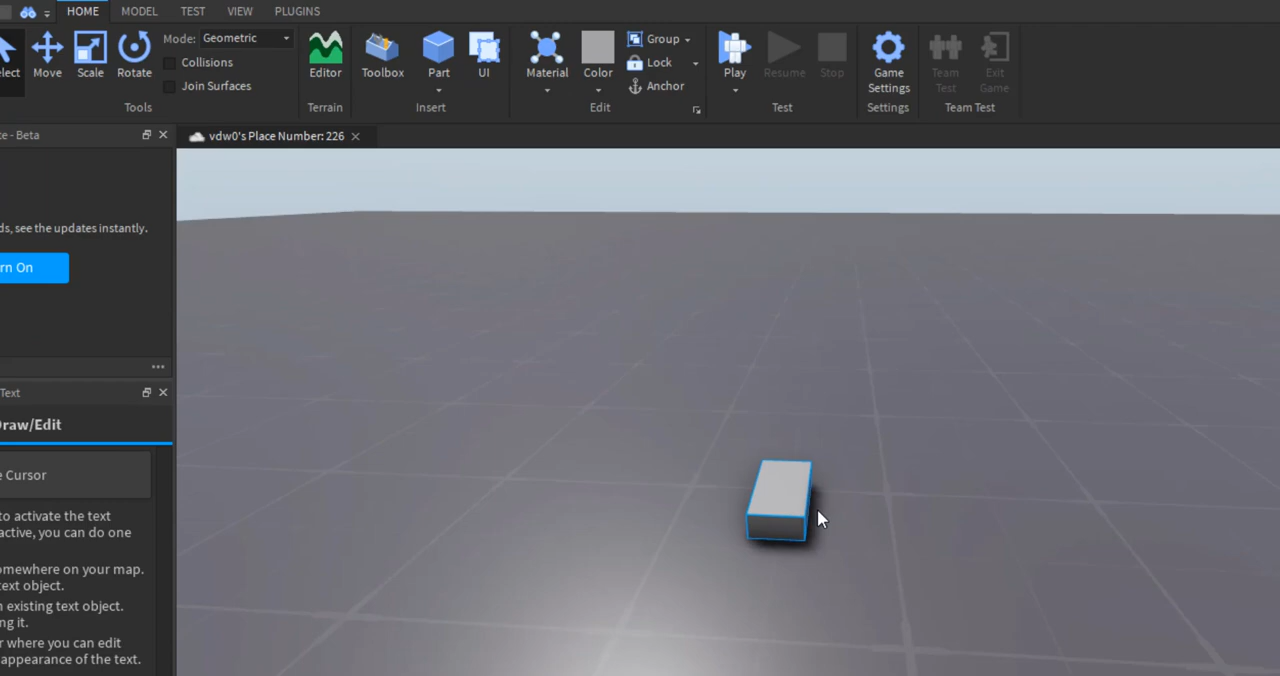 HOME MODEL TEST VIEW PLUGINS
elect Move Scale Rotate
Mode: Geometric
Collisions
Join Surfaces
Tools
Editor
Terrain
Toolbox Part UI
Insert
Material Color
Group
Lock
Anchor
Edit
Play Resume Stop
Test
Game
Settings
Settings
Team
Test
Exit
Game
Team Test
te - Beta
vdw0's Place Number: 226
ds, see the updates instantly.
rn On
Text
Draw/Edit
e Cursor
to activate the text
active, you can do one
omewhere on your map.
text object.
n existing text object.
ng it.
r where you can edit
appearance of the text.